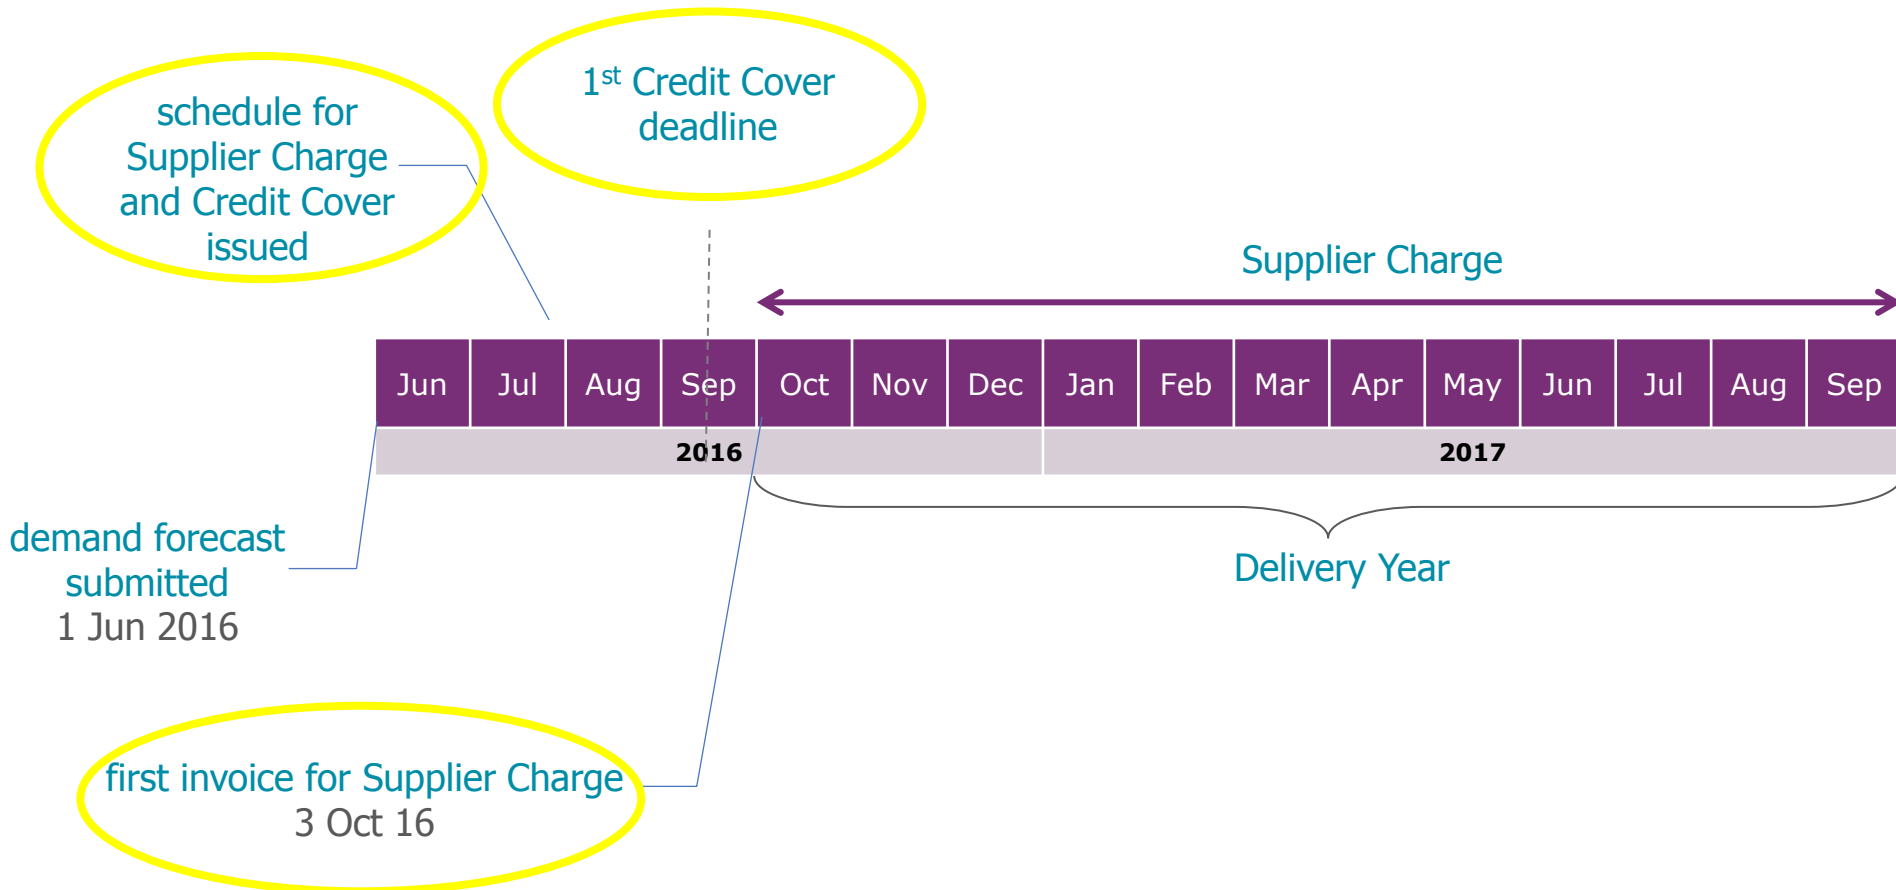 schedule for
Supplier Charge
and Credit Cover
issued
1st Credit Cover
deadline
Supplier Charge
Jun Jul Aug Sep Oct Nov Dec Jan Feb Mar Apr May Jun Jul Aug Sep
2016 2017
demand forecast
submitted
1 Jun 2016
Delivery Year
first invoice for Supplier Charge
3 Oct 16